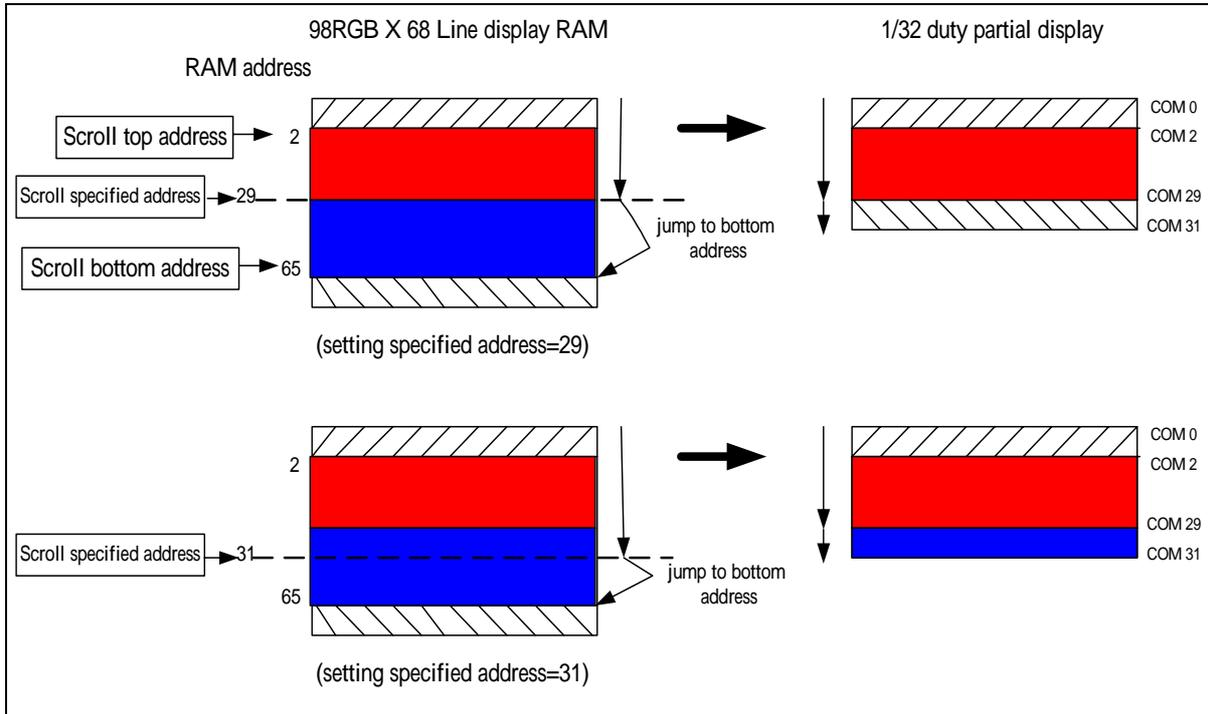 98RGB X 68 Line display RAM
1/32 duty partial display
RAM address
Scroll top address
2
Scroll specified address
29
Scroll bottom address
65
jump to bottom
address
COM 0
COM 2
COM 29
COM 31
(setting specified address=29)
2
Scroll specified address
31
65
jump to bottom
address
COM 0
COM 2
COM 29
COM 31
(setting specified address=31)